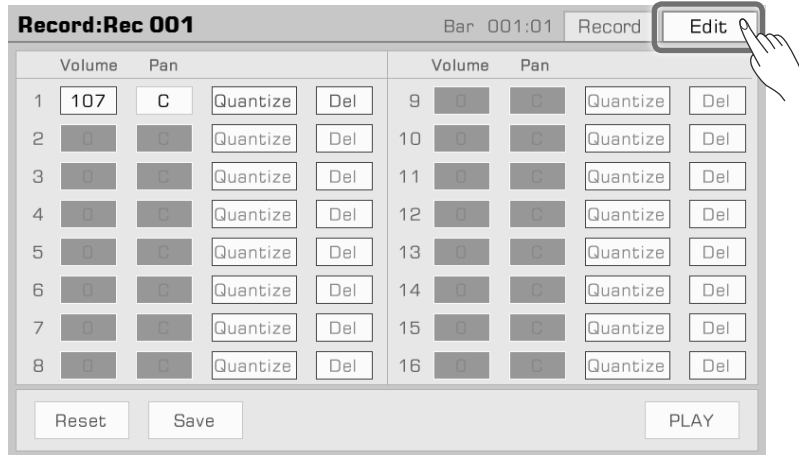 Record:Rec 001 Bar 001:01 Record Edit
Volume Pan Volume Pan
1 107 C Quantize Del 9 0 C Quantize Del
2 0 C Quantize Del 10 0 C Quantize Del
3 0 C Quantize Del 11 0 C Quantize Del
4 0 C Quantize Del 12 0 C Quantize Del
5 0 C Quantize Del 13 0 C Quantize Del
6 0 C Quantize Del 14 0 C Quantize Del
7 0 C Quantize Del 15 0 C Quantize Del
8 0 C Quantize Del 16 0 C Quantize Del
Reset Save PLAY